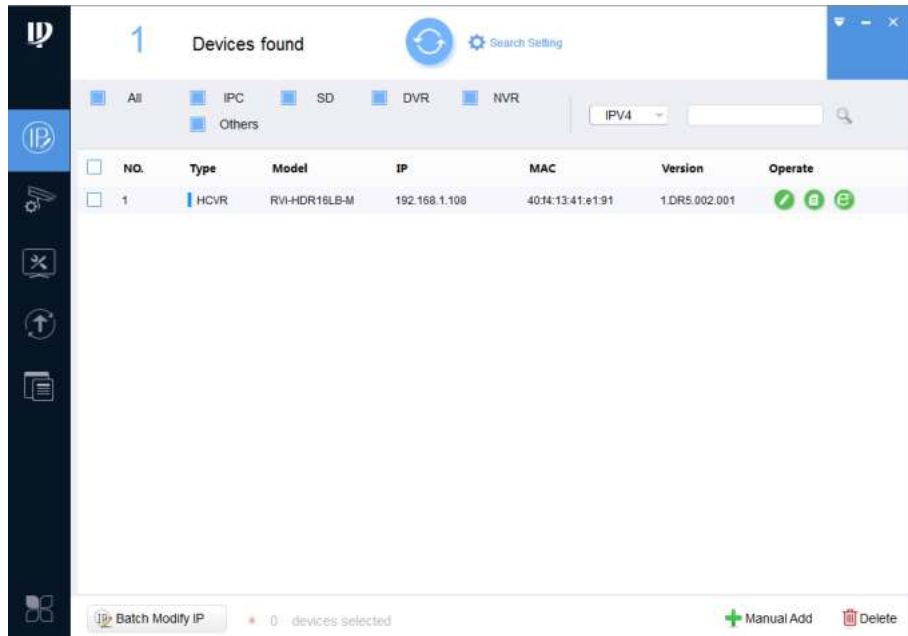 1 Devices found Search Setting
All IPC SD DVR NVR
Others
IPV4
NO. Type Model IP MAC Version Operate
1 HCVR RVI-HDR16LB-M 192.168.1.108 40:f4:13:41:e1:91 1.DR5.002.001
Batch Modify IP * 0 devices selected Manual Add Delete